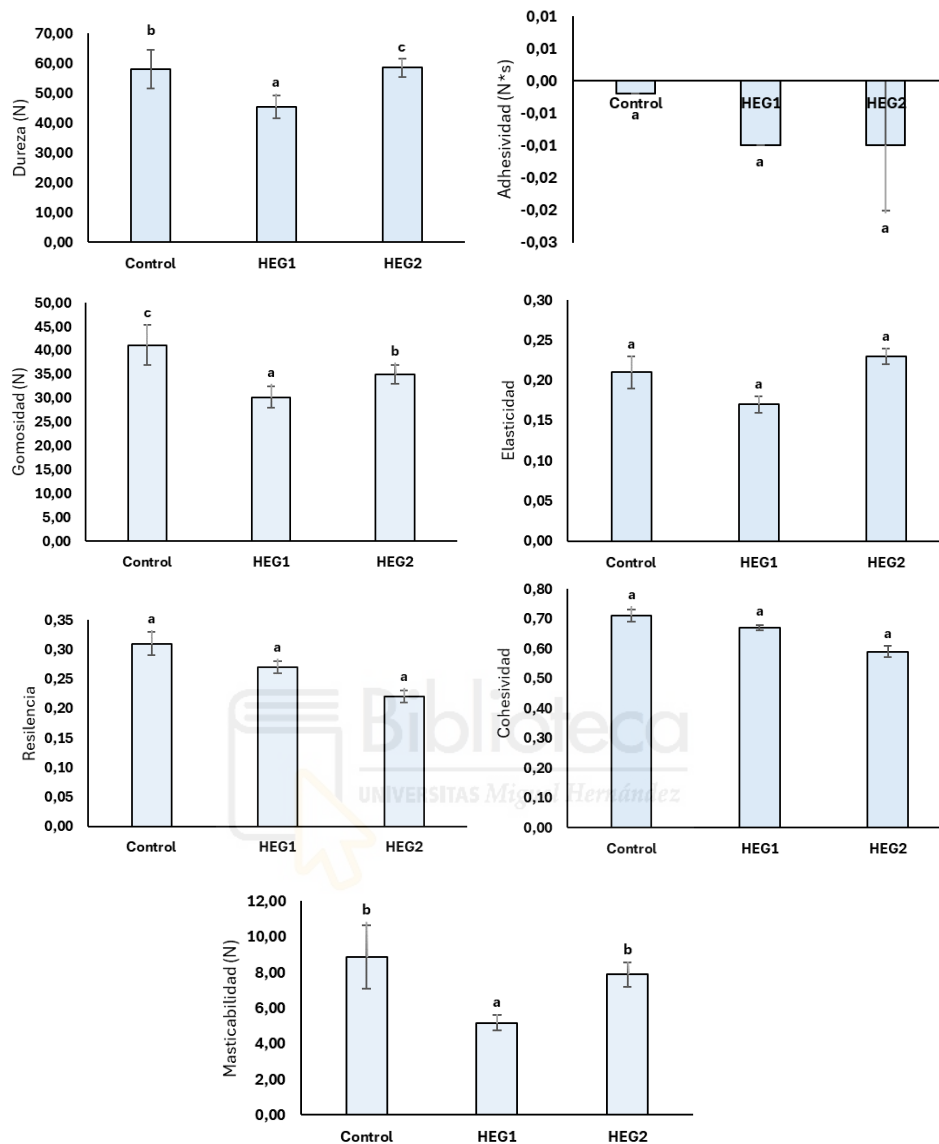 Dureza (N)
70,00
60,00
50,00
40,00
30,00
20,00
10,00
0,00
b
a
c
Control
HEG1
HEG2
Adhesividad (N*s)
0,01
0,01
0,00
-0,01
-0,01
-0,02
-0,02
-0,03
Control
HEG1
HEG2
a
a
a
Gomosidad (N)
50,00
45,00
40,00
35,00
30,00
25,00
20,00
15,00
10,00
5,00
0,00
c
a
b
Control
HEG1
HEG2
Elasticidad
0,30
0,25
0,20
0,15
0,10
0,05
0,00
a
a
a
Control
HEG1
HEG2
Resilencia
0,35
0,30
0,25
0,20
0,15
0,10
0,05
0,00
a
a
a
Control
HEG1
HEG2
Cohesividad
0,80
0,70
0,60
0,50
0,40
0,30
0,20
0,10
0,00
a
a
a
Control
HEG1
HEG2
Biblioteca
UNIVERSITAS Miguel Hernández
Masticabilidad (N)
12,00
10,00
8,00
6,00
4,00
2,00
0,00
b
a
b
Control
HEG1
HEG2